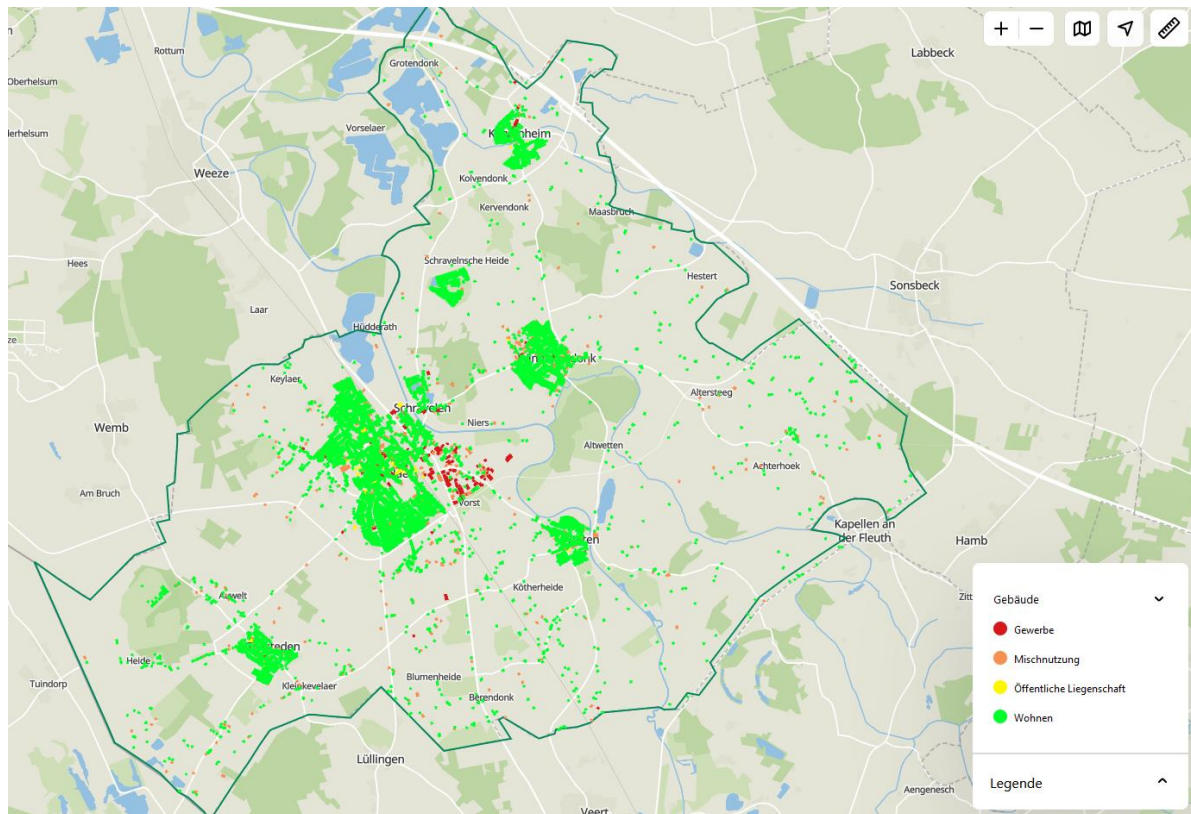 Rottum
Grotendonk
Labbeck
Oberhelsum
Vorselaer
Weeze
Kolvendonk
Kervendonk
Maasbruch
Hees
Schravelnsche Heide
Hestert
Sonsbeck
Laar
Hüdderath
Keylaer
Altersteeg
Schravelen
Niers
Wemb
Altwetten
Achterhoek
Am Bruch
Vorst
Kapellen an
der Fleuth
Hamb
Kötherheide
Auwelt
Heide
Tuindorp
Kleinkevelaer
Blumenheide
Berendonk
Lüllingen
Veert
Aengenesch
Gebäude
Gewerbe
Mischnutzung
Öffentliche Liegenschaft
Wohnen
Legende